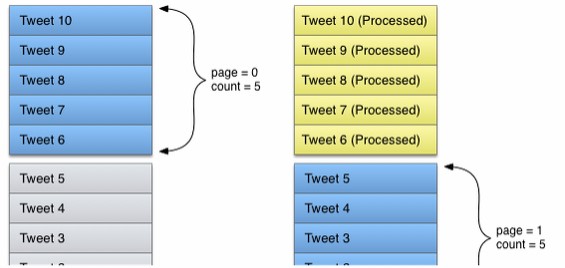 Tweet 10
Tweet 9
Tweet 8
Tweet 7
Tweet 6
page = 0
count = 5
Tweet 5
Tweet 4
Tweet 3
Tweet 10 (Processed)
Tweet 9 (Processed)
Tweet 8 (Processed)
Tweet 7 (Processed)
Tweet 6 (Processed)
Tweet 5
Tweet 4
Tweet 3
page = 1
count = 5